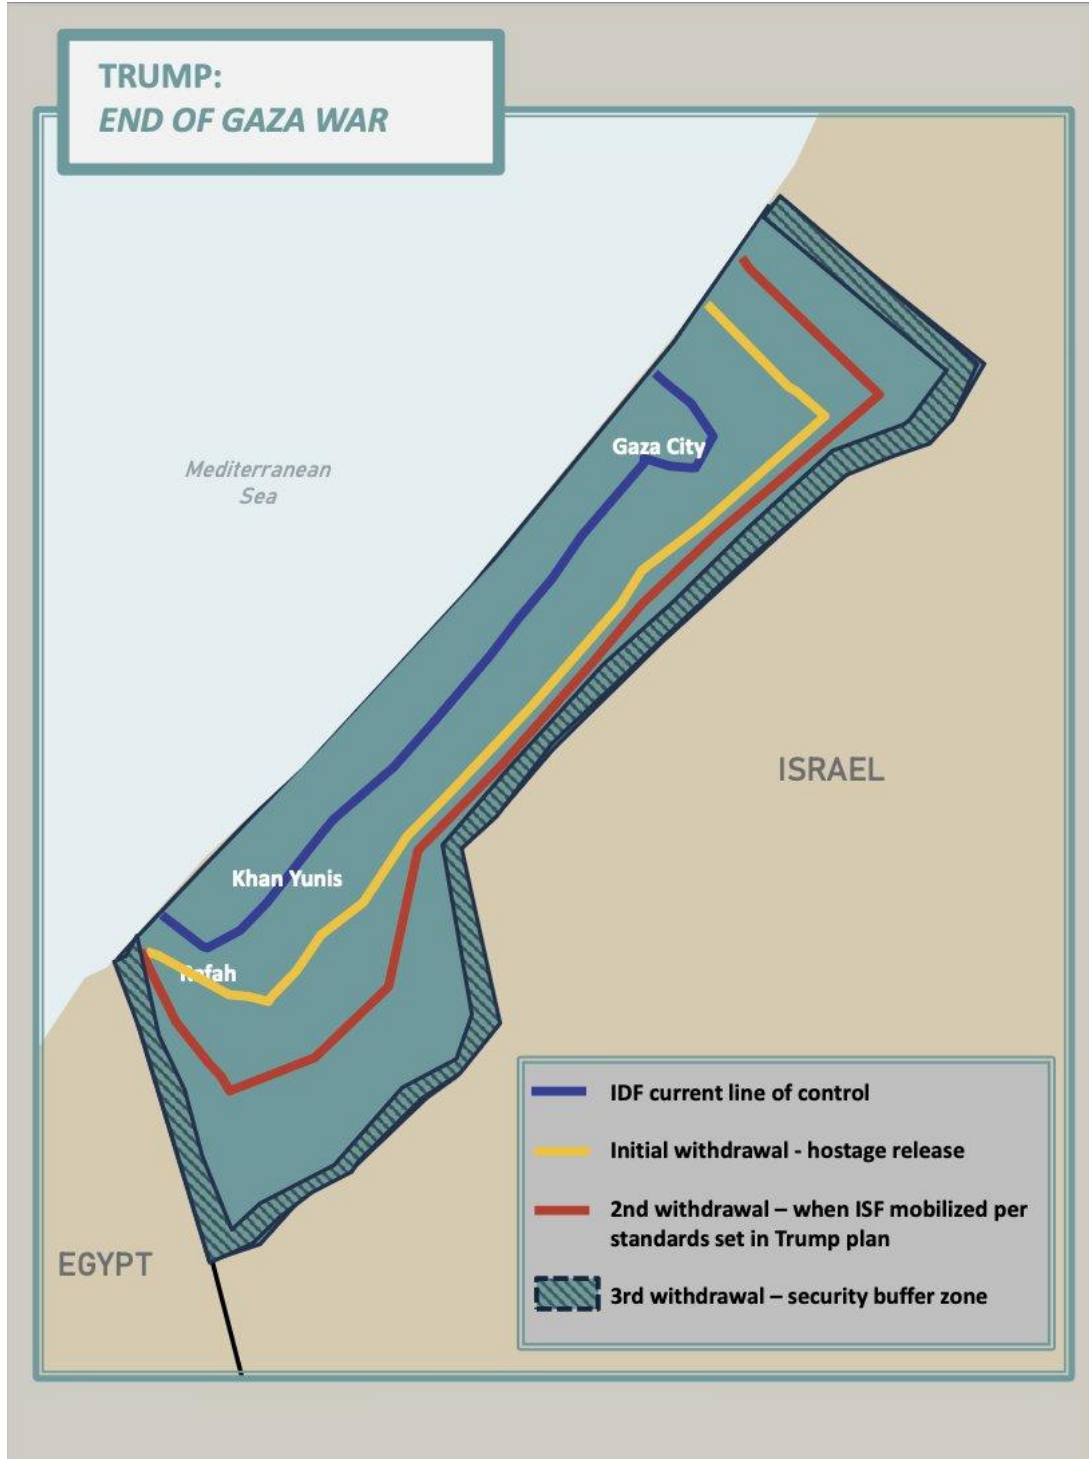 TRUMP:
END OF GAZA WAR
Mediterranean
Sea
Gaza City
ISRAEL
Khan Yunis
Rafah
EGYPT
IDF current line of control
Initial withdrawal - hostage release
2nd withdrawal – when ISF mobilized per
standards set in Trump plan
3rd withdrawal – security buffer zone